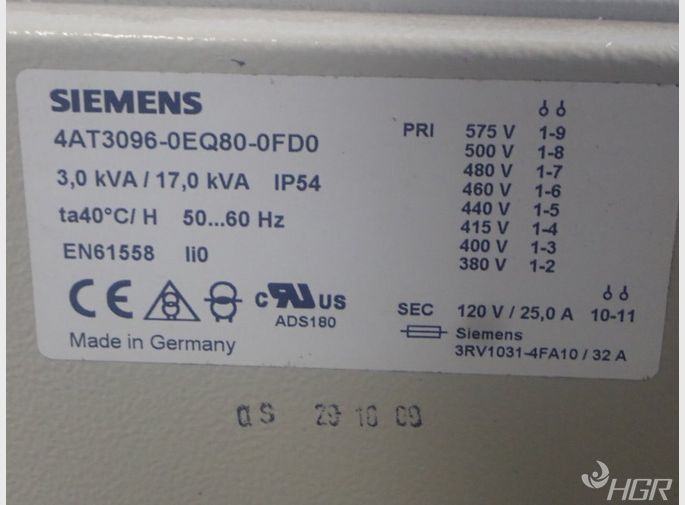 SIEMENS
4AT3096-0EQ80-0FD0
3,0 kVA / 17,0 kVA IP54
ta40°C/ H 50...60 Hz
EN61558 Ii0
CE
c RU US
ADS180
Made in Germany
PRI 575 V 1-9
500 V 1-8
480 V 1-7
460 V 1-6
440 V 1-5
415 V 1-4
400 V 1-3
380 V 1-2
SEC 120 V / 25,0 A 10-11
Siemens
3RV1031-4FA10 / 32 A
as 29 10 09
HGR